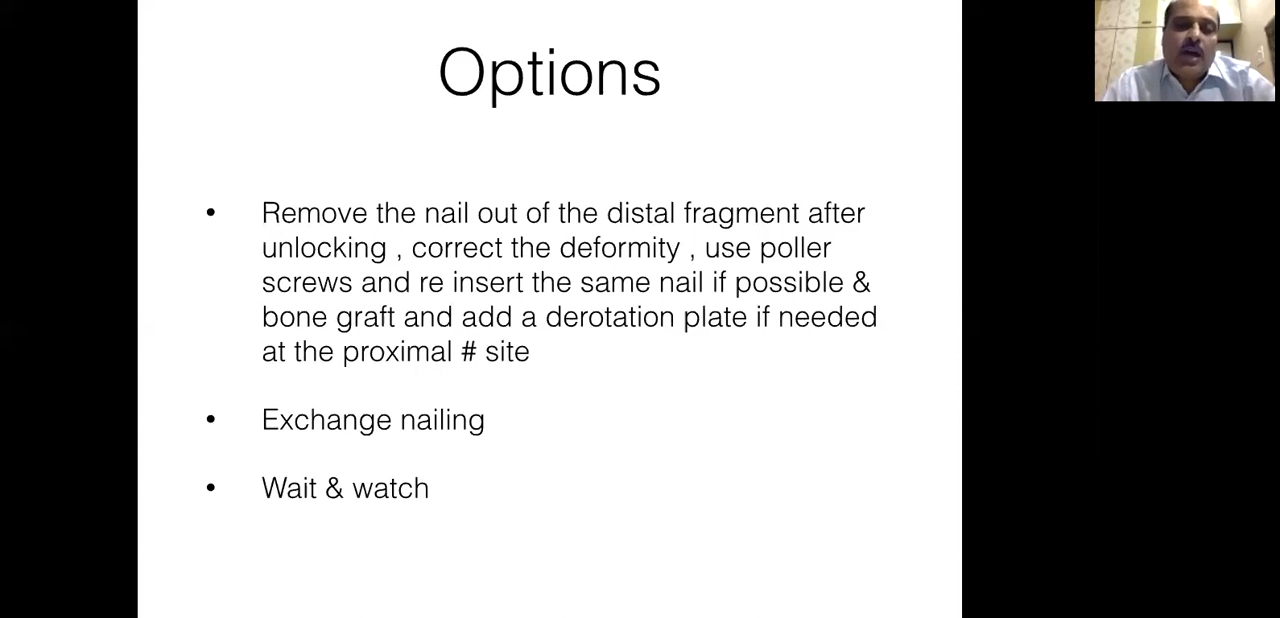 Options
• Remove the nail out of the distal fragment after
unlocking , correct the deformity , use poller
screws and re insert the same nail if possible &
bone graft and add a derotation plate if needed
at the proximal # site
• Exchange nailing
• Wait & watch